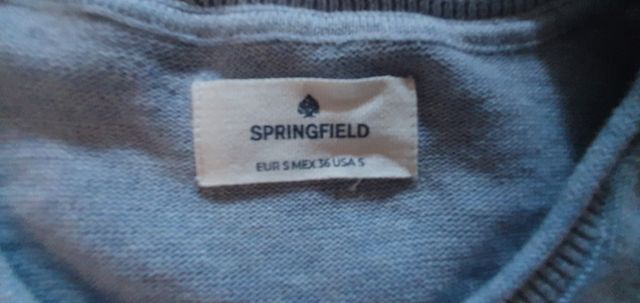 SPRINGFIELD
EUR S MEX 36 USA S